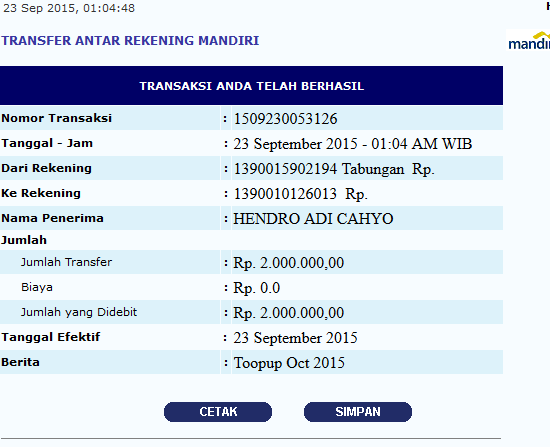 23 Sep 2015, 01:04:48
TRANSFER ANTAR REKENING MANDIRI
TRANSAKSI ANDA TELAH BERHASIL
Nomor Transaksi : 1509230053126
Tanggal - Jam : 23 September 2015 - 01:04 AM WIB
Dari Rekening : 1390015902194 Tabungan Rp.
Ke Rekening : 1390010126013 Rp.
Nama Penerima : HENDRO ADI CAHYO
Jumlah
Jumlah Transfer : Rp. 2.000.000,00
Biaya : Rp. 0.0
Jumlah yang Didebit : Rp. 2.000.000,00
Tanggal Efektif : 23 September 2015
Berita : Toopup Oct 2015
CETAK SIMPAN